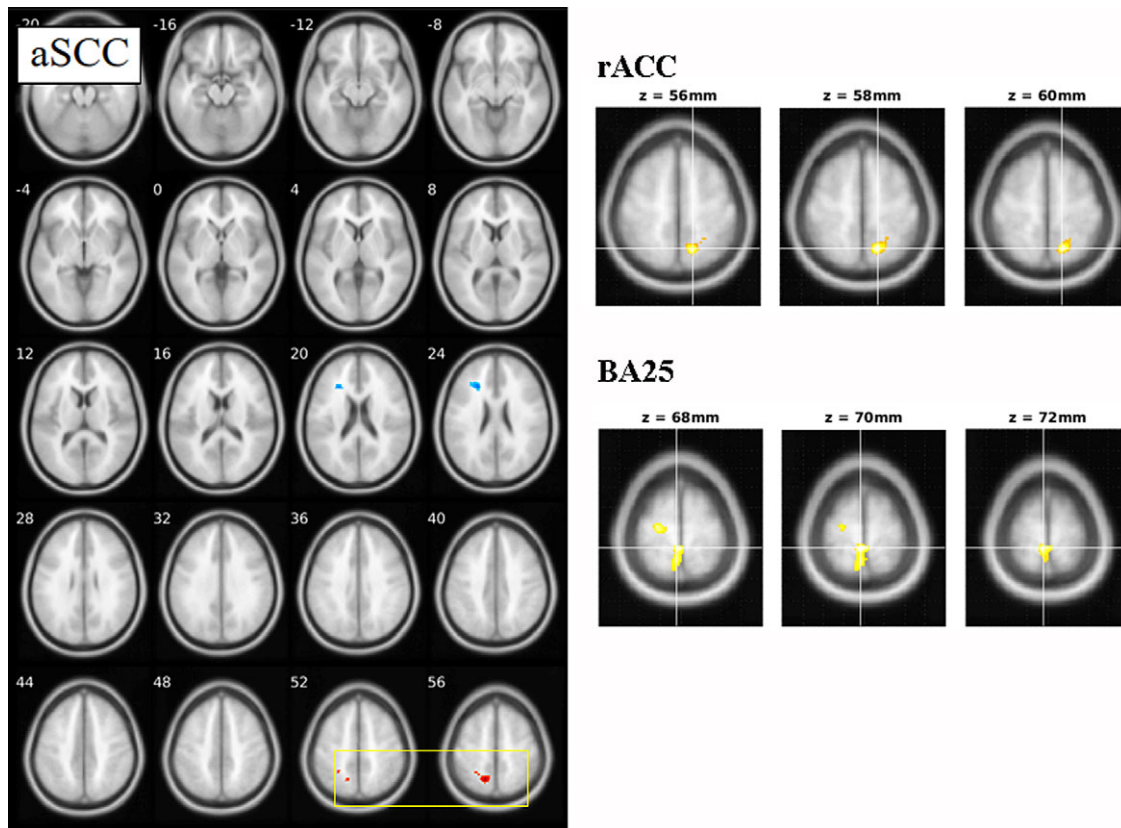 -20 -16 -12 -8
aSCC
-4 0 4 8
12 16 20 24
28 32 36 40
44 48 52 56
rACC
z = 56mm z = 58mm z = 60mm
BA25
z = 68mm z = 70mm z = 72mm